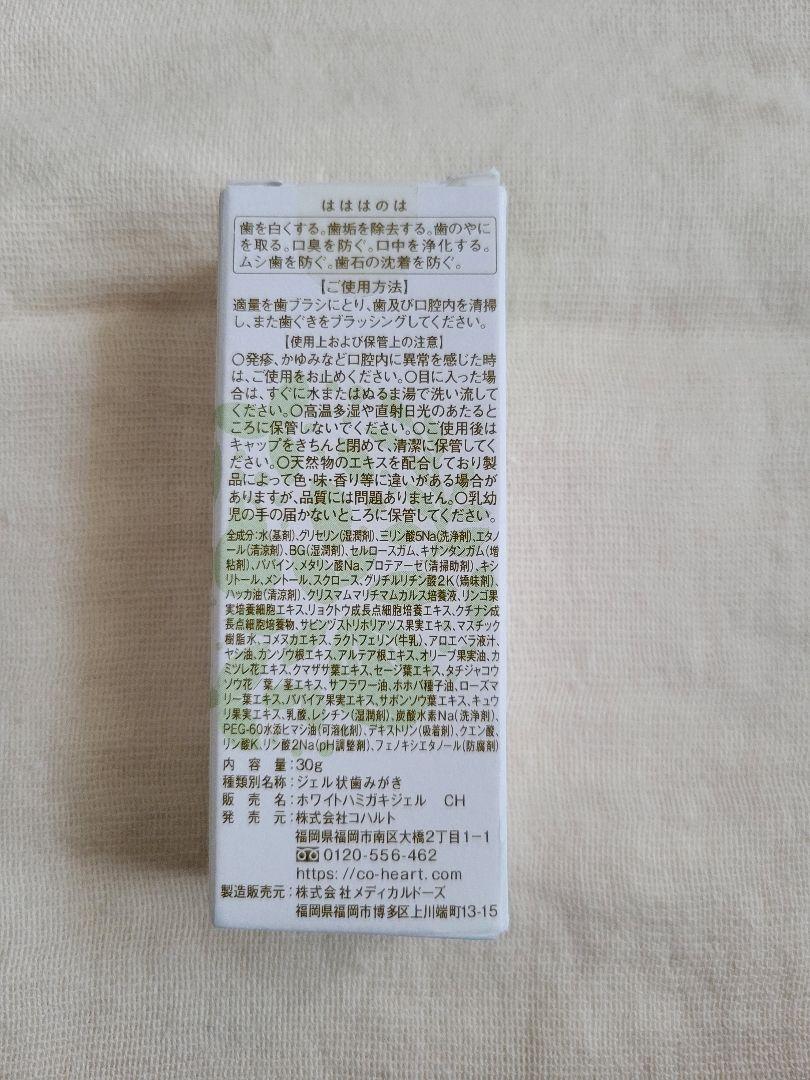 はははのは
歯を白くする。歯垢を除去する。歯のやに
を取る。口臭を防ぐ。口中を浄化する。
ムシ歯を防ぐ。歯石の沈着を防ぐ。
【ご使用方法】
適量を歯ブラシにとり、歯及び口腔内を清掃
し、また歯ぐきをブラッシングしてください。
【使用上および保管上の注意】
○発疹、かゆみなど口腔内に異常を感じた時
は、ご使用をお止めください。○目に入った場
合は、すぐに水またはぬるま湯で洗い流して
ください。○高温多湿や直射日光のあたると
ころに保管しないでください。○ご使用後は
キャップをきちんと閉めて、清潔に保管してく
ださい。○天然物のエキスを配合しており製
品によって色・味・香り等に違いがある場合が
ありますが、品質には問題ありません。○乳幼
児の手の届かないところに保管してください。
全成分:水(基剤)、グリセリン(湿潤剤)、三リン酸5Na(洗浄剤)、エタノ
ール(清涼剤)、BG(湿潤剤)、セルロースガム、キサンタンガム(増
粘剤)、パパイン、メタリン酸Na、プロテアーゼ(清掃助剤)、キシ
リトール、メントール、スクロース、グリチルリチン酸2K(矯味剤)、
ハッカ油(清涼剤)、クリスマムマリチマムカルス培養液、リンゴ果
実培養細胞エキス、リョクトウ成長点細胞培養エキス、クチナシ成
長点細胞培養物、サピンヅストリホリアツス果実エキス、マスチック
樹脂水、コメヌカエキス、ラクトフェリン(牛乳)、アロエベラ液汁、
ヤシ油、カンゾウ根エキス、アルテア根エキス、オリーブ果実油、カ
ミツレ花エキス、クマザサ葉エキス、セージ葉エキス、タチジャコウ
ソウ花/葉/茎エキス、サフラワー油、ホホバ種子油、ローズマ
リー葉エキス、パパイア果実エキス、サボンソウ葉エキス、キュウ
リ果実エキス、乳酸、レシチン(湿潤剤)、炭酸水素Na(洗浄剤)、
PEG-60水添ヒマシ油(可溶化剤)、デキストリン(吸着剤)、クエン酸、
リン酸K、リン酸2Na(pH調整剤)、フェノキシエタノール(防腐剤)
内容量:30g
種類別名称:ジェル状歯みがき
販売名:ホワイトハミガキジェル CH
発売元:株式会社コハルト
福岡県福岡市南区大橋2丁目1-1
0120-556-462
https://co-heart.com
製造販売元:株式会社メディカルドーズ
福岡県福岡市博多区上川端町13-15